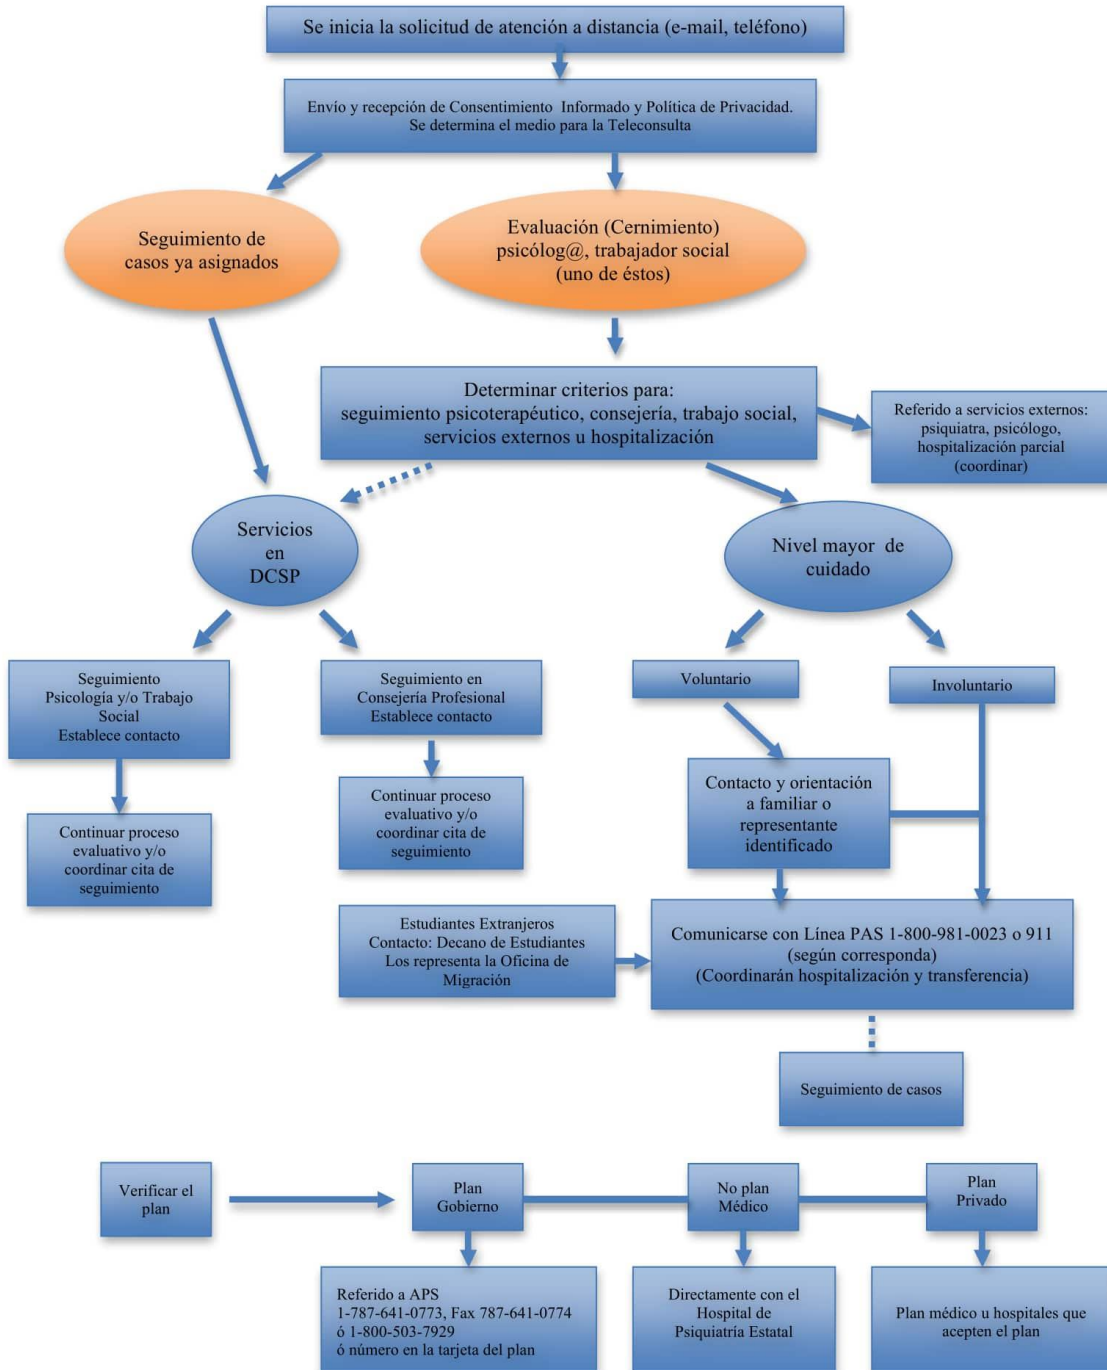 Se inicia la solicitud de atención a distancia (e-mail, teléfono)
Envío y recepción de Consentimiento Informado y Política de Privacidad.
Se determina el medio para la Teleconsulta
Seguimiento de
casos ya asignados
Evaluación (Cernimiento)
psicólog@, trabajador social
(uno de éstos)
Determinar criterios para:
seguimiento psicoterapéutico, consejería, trabajo social,
servicios externos u hospitalización
Referido a servicios externos:
psiquiatra, psicólogo,
hospitalización parcial
(coordinar)
Servicios
en
DCSP
Nivel mayor de
cuidado
Seguimiento
Psicología y/o Trabajo
Social
Establece contacto
Seguimiento en
Consejería Profesional
Establece contacto
Voluntario
Involuntario
Continuar proceso
evaluativo y/o
coordinar cita de
seguimiento
Continuar proceso
evaluativo y/o
coordinar cita de
seguimiento
Contacto y orientación
a familiar o
representante
identificado
Estudiantes Extranjeros
Contacto: Decano de Estudiantes
Los representa la Oficina de
Migración
Comunicarse con Línea PAS 1-800-981-0023 o 911
(según corresponda)
(Coordinarán hospitalización y transferencia)
Seguimiento de casos
Verificar el
plan
Plan
Gobierno
No plan
Médico
Plan
Privado
Referido a APS
1-787-641-0773, Fax 787-641-0774
ó 1-800-503-7929
ó número en la tarjeta del plan
Directamente con el
Hospital de
Psiquiatría Estatal
Plan médico u hospitales que
acepten el plan